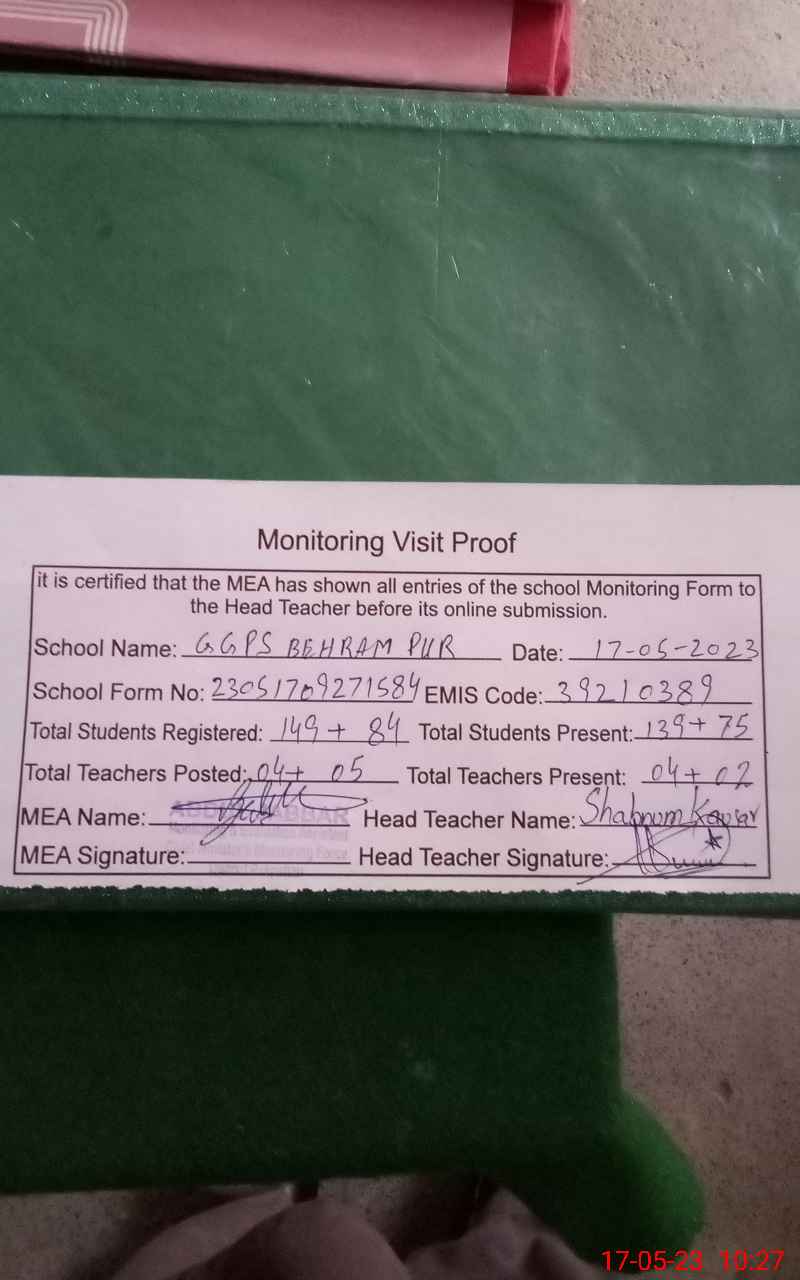 Monitoring Visit Proof
it is certified that the MEA has shown all entries of the school Monitoring Form to
the Head Teacher before its online submission.
School Name: GGPS BEHRAM PUR Date: 17-05-2023
School Form No: 23051709271584 EMIS Code: 39210389
Total Students Registered: 149 + 84 Total Students Present: 139 + 75
Total Teachers Posted: 04 + 05 Total Teachers Present: 04 + 02
MEA Name: Head Teacher Name: Shabnum Kousar
MEA Signature: Head Teacher Signature:
17-05-23 10:27